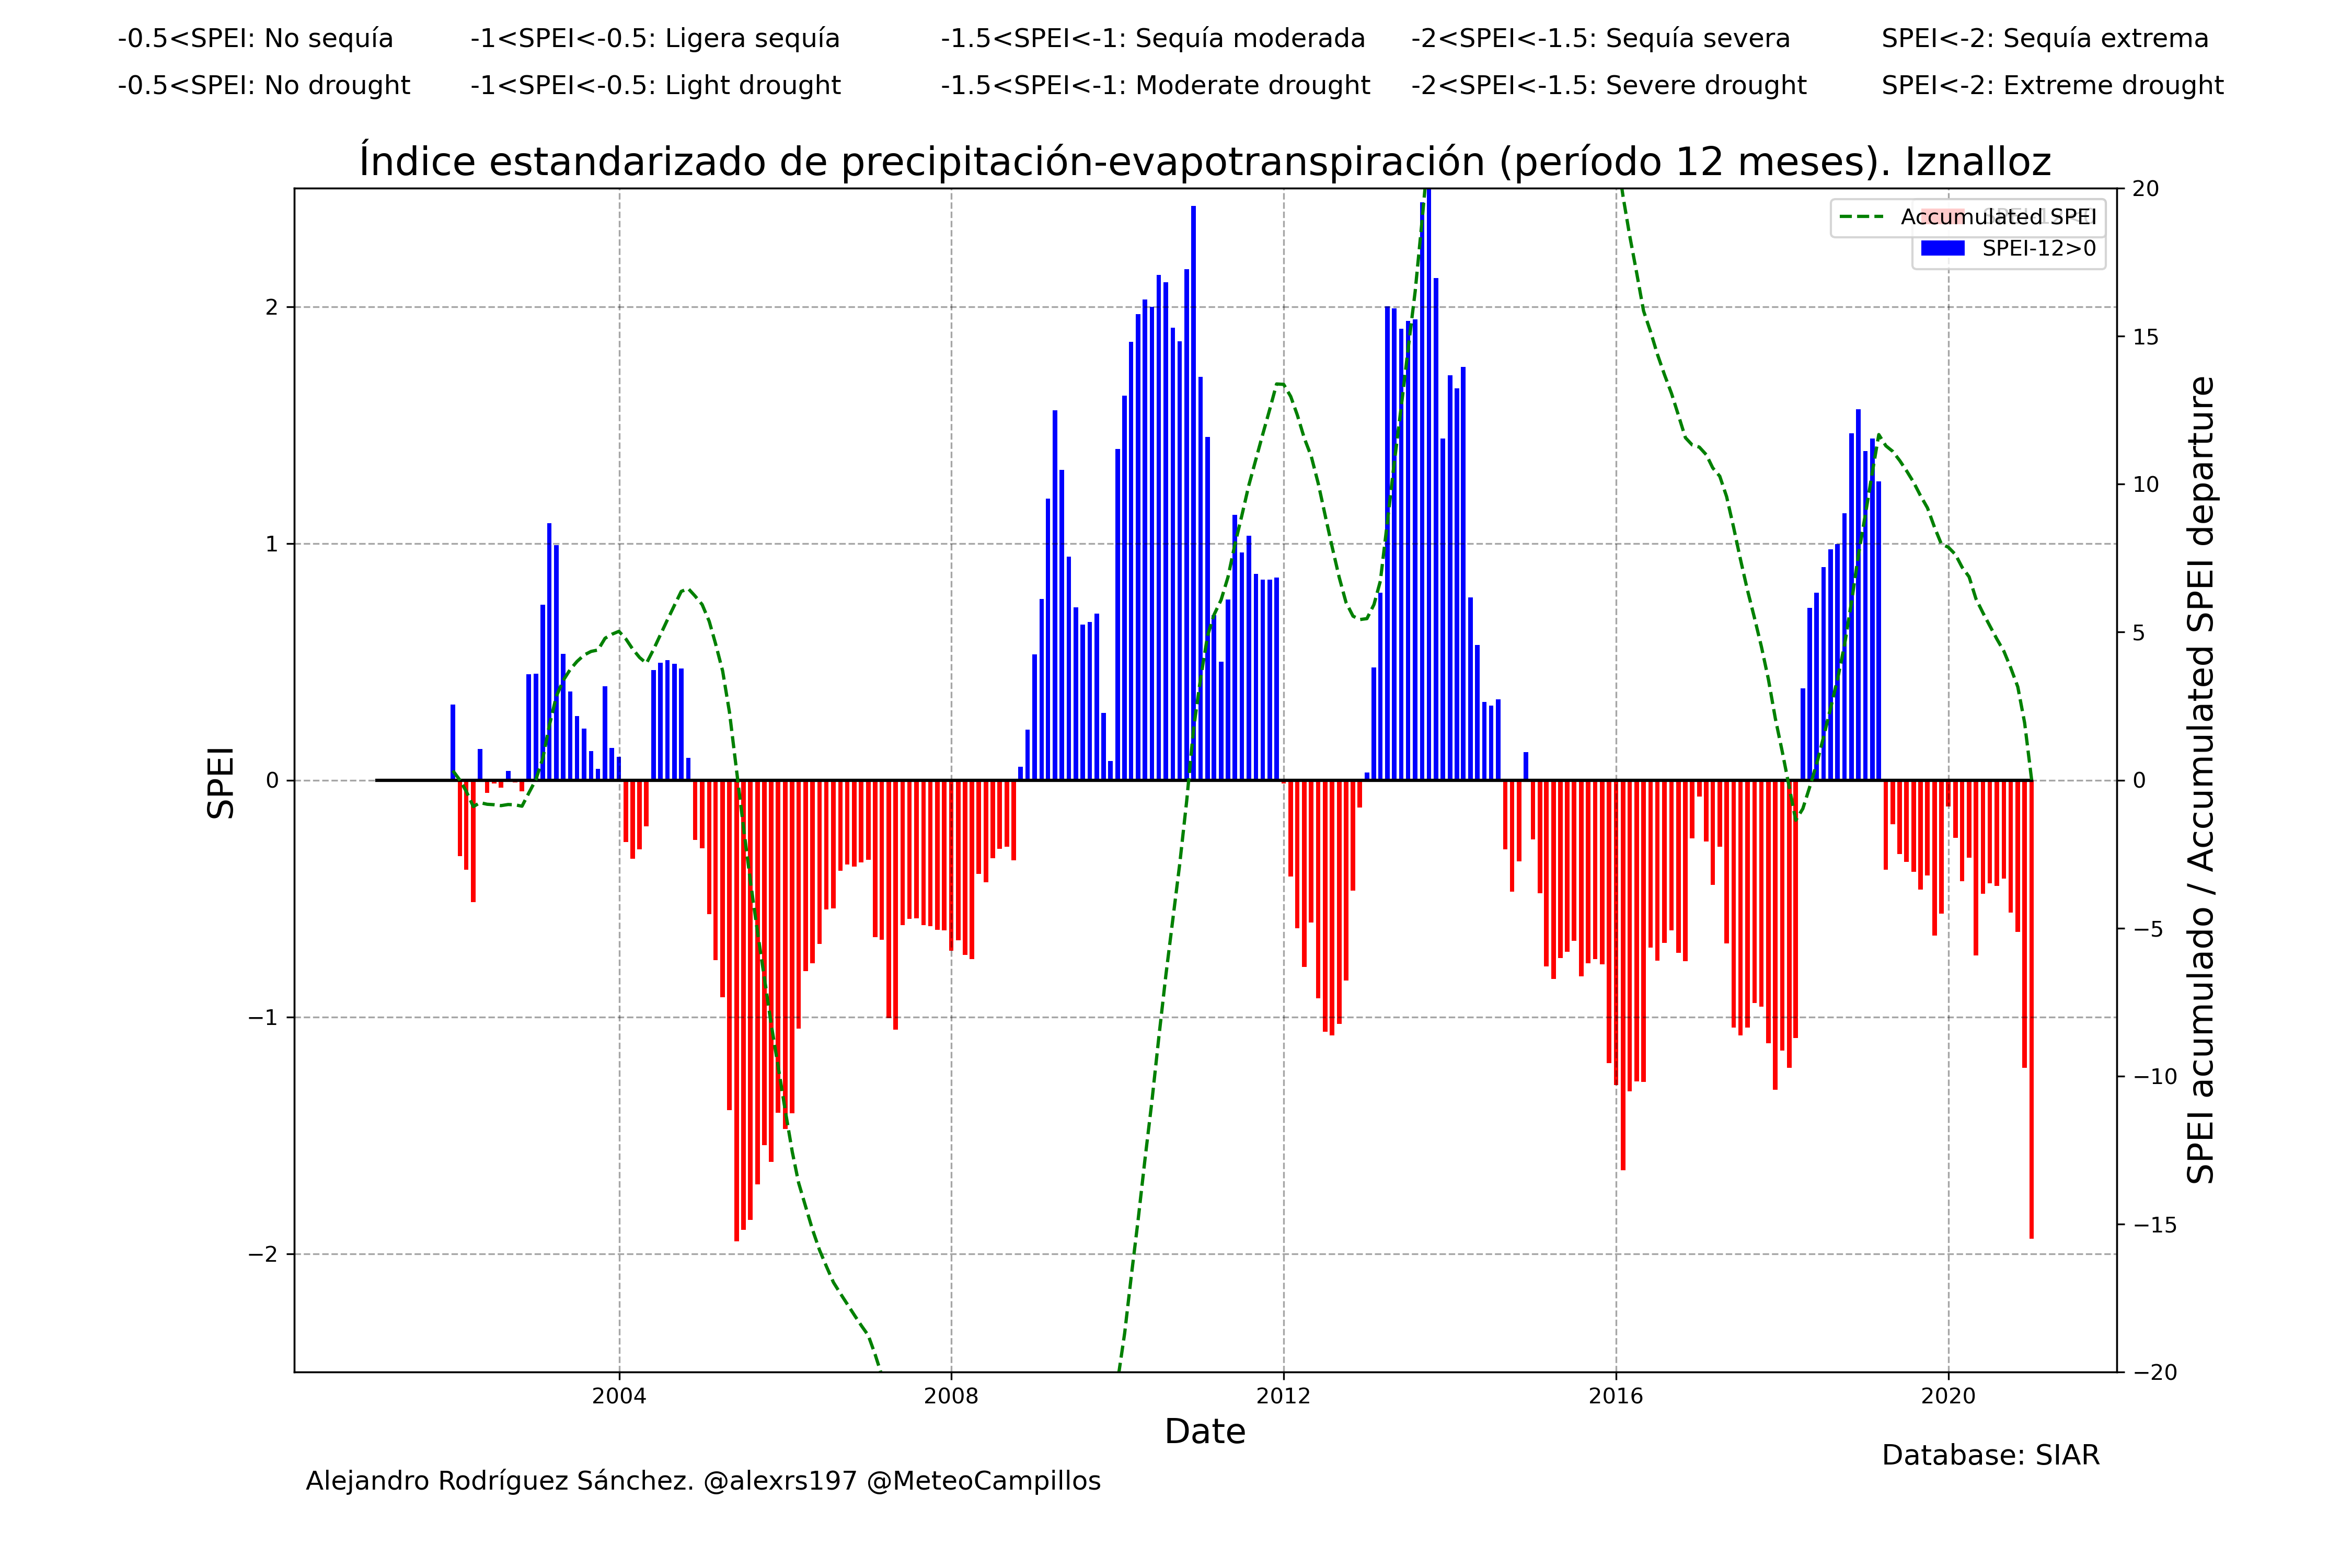 -0.5<SPEI: No sequía -1<SPEI<-0.5: Ligera sequía -1.5<SPEI<-1: Sequía moderada -2<SPEI<-1.5: Sequía severa SPEI<-2: Sequía extrema
-0.5<SPEI: No drought -1<SPEI<-0.5: Light drought -1.5<SPEI<-1: Moderate drought -2<SPEI<-1.5: Severe drought SPEI<-2: Extreme drought
Índice estandarizado de precipitación-evapotranspiración (período 12 meses). Iznalloz
Accumulated SPEI
SPEI-12>0
SPEI
2
1
0
−1
−2
20
15
10
5
0
−5
−10
−15
−20
SPEI acumulado / Accumulated SPEI departure
2004 2008 2012 2016 2020
Date
Database: SIAR
Alejandro Rodríguez Sánchez. @alexrs197 @MeteoCampillos